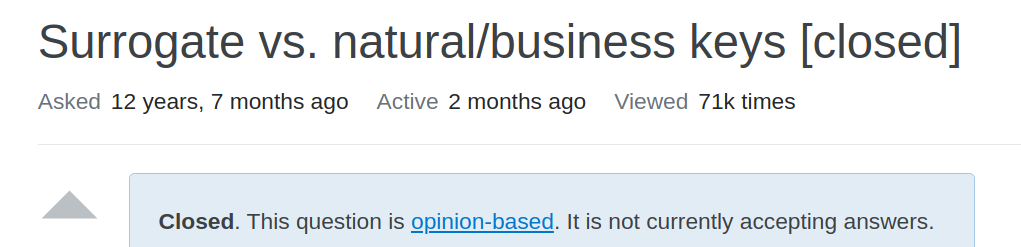 Surrogate vs. natural/business keys [closed]
Asked 12 years, 7 months ago Active 2 months ago Viewed 71k times
Closed. This question is opinion-based. It is not currently accepting answers.